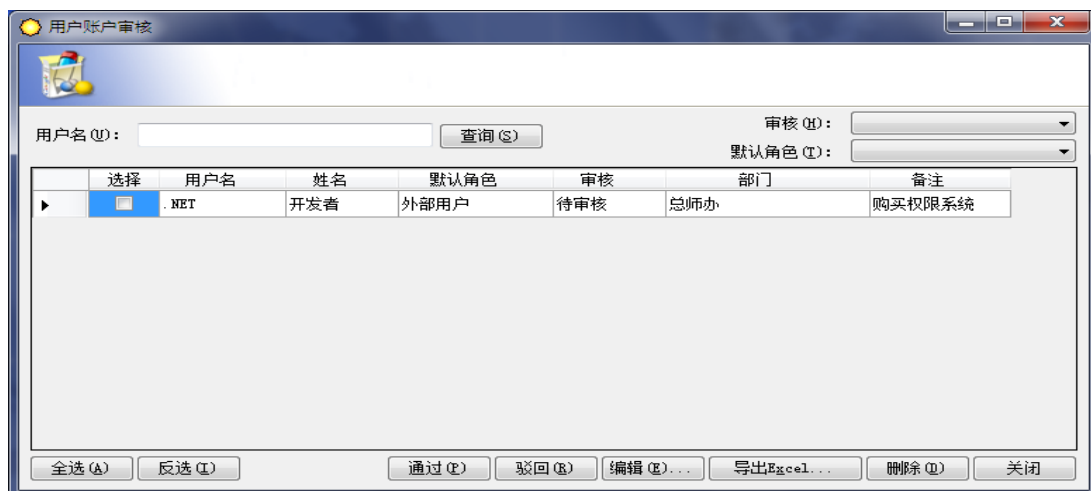 用户账户审核
用户名(U): 查询(S) 审核(H):
默认角色(T):
选择 用户名 姓名 默认角色 审核 部门 备注
.NET 开发者 外部用户 待审核 总师办 购买权限系统
全选(A) 反选(I) 通过(P) 驳回(R) 编辑(E)... 导出Excel... 删除(D) 关闭